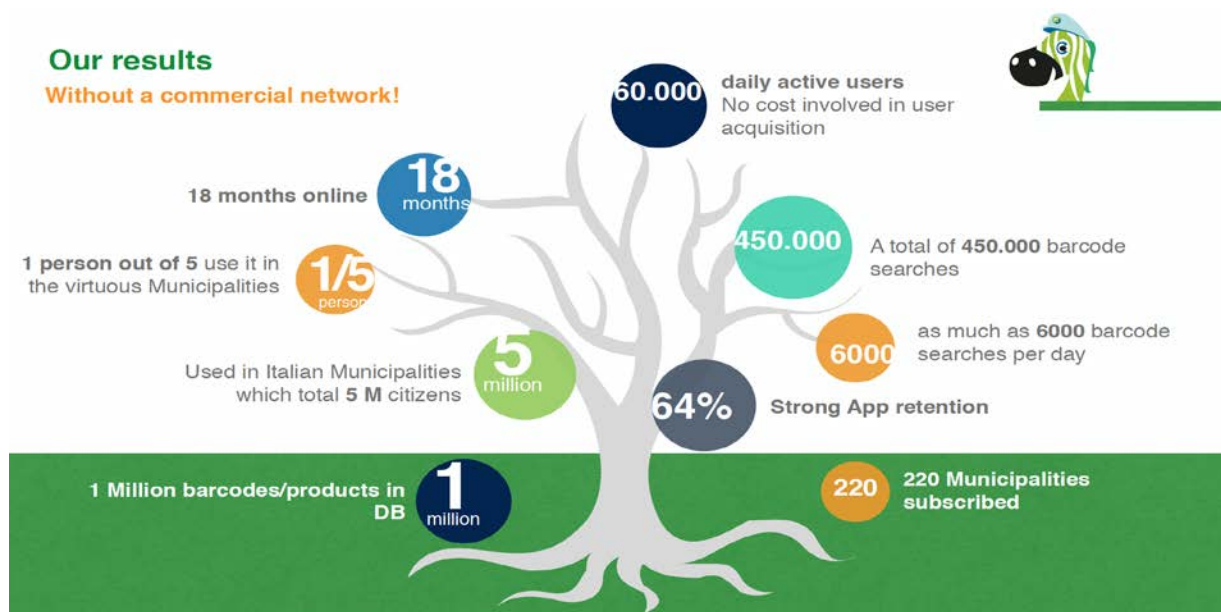 Our results
Without a commercial network!
60.000
daily active users
No cost involved in user
acquisition
18
months
18 months online
450.000
A total of 450.000 barcode
searches
1 person out of 5 use it in
the virtuous Municipalities
1/5
person
6000
as much as 6000 barcode
searches per day
5
million
Used in Italian Municipalities
which total 5 M citizens
64%
Strong App retention
1 Million barcodes/products in
DB
1
million
220
220 Municipalities
subscribed